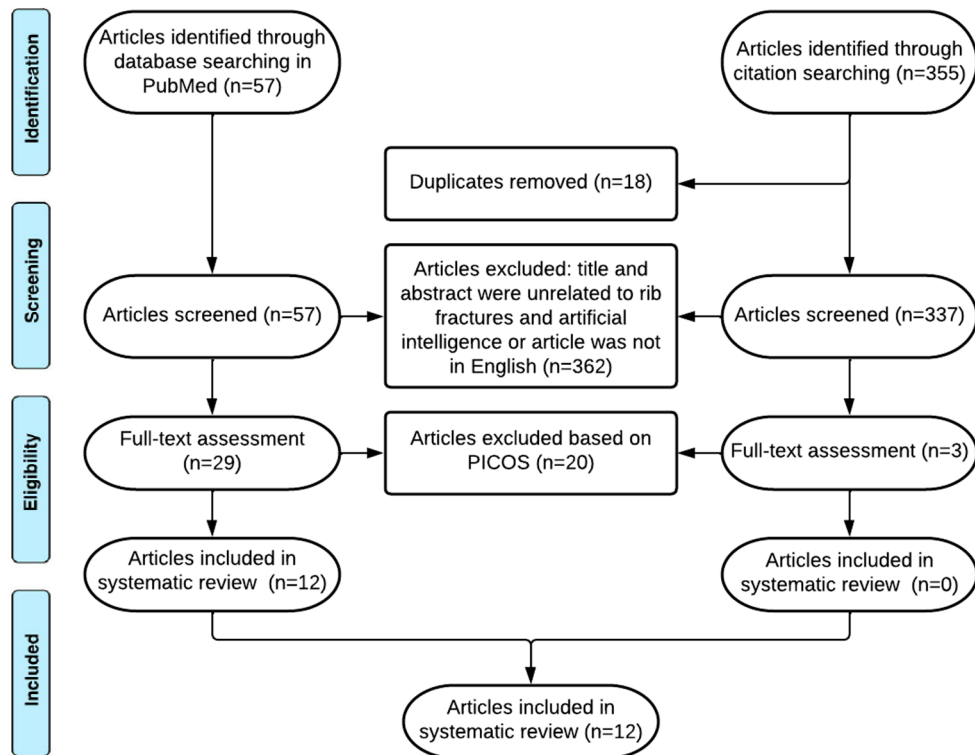 Identification
Articles identified through
database searching in
PubMed (n=57)
Articles identified through
citation searching (n=355)
Duplicates removed (n=18)
Screening
Articles screened (n=57)
Articles excluded: title and
abstract were unrelated to rib
fractures and artificial
intelligence or article was not
in English (n=362)
Articles screened (n=337)
Eligibility
Full-text assessment
(n=29)
Articles excluded based on
PICOS (n=20)
Full-text assessment (n=3)
Articles included in
systematic review (n=12)
Articles included in
systematic review (n=0)
Included
Articles included in
systematic review (n=12)